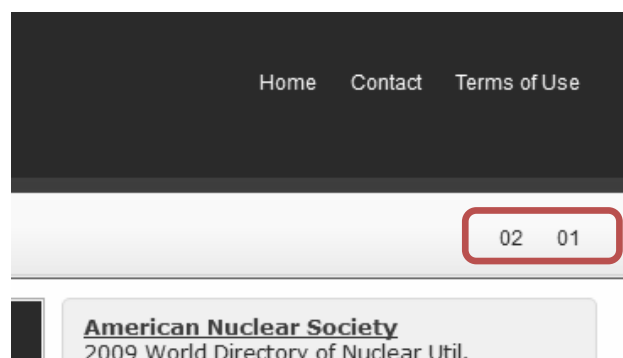 Home Contact Terms of Use
02 01
American Nuclear Society
2009 World Directory of Nuclear Util.